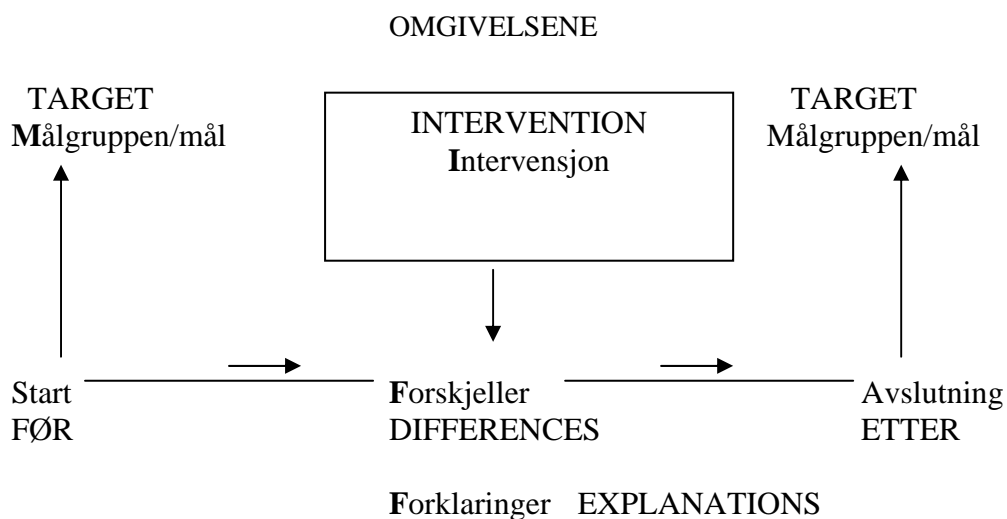 OMGIVELSENE
TARGET
Målgruppen/mål
INTERVENTION
Intervensjon
TARGET
Målgruppen/mål
Start
FØR
Forskjeller
DIFFERENCES
Avslutning
ETTER
Forklaringer EXPLANATIONS